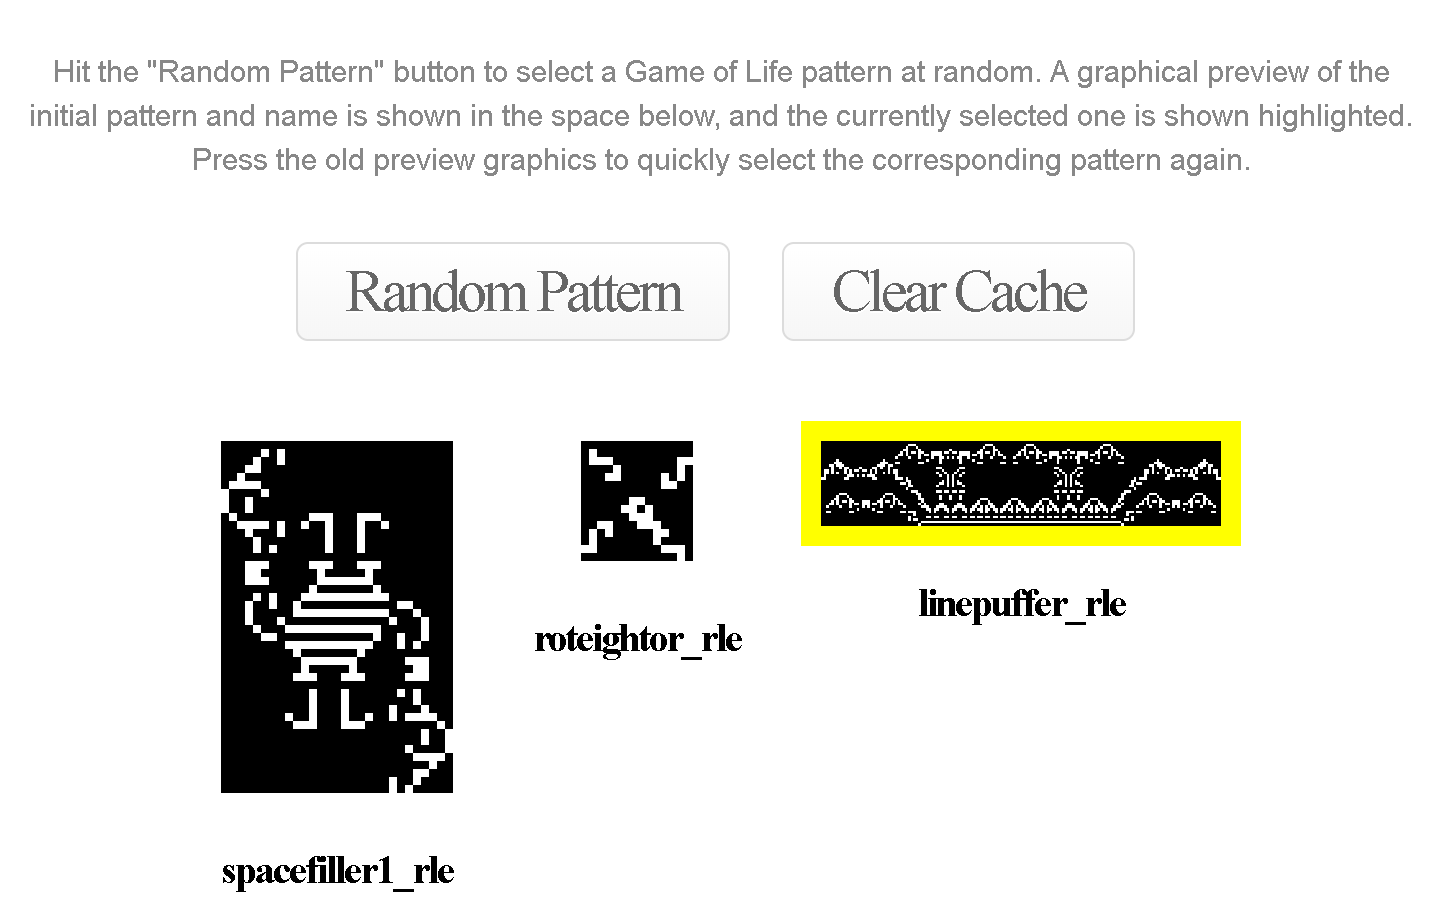 Hit the "Random Pattern" button to select a Game of Life pattern at random. A graphical preview of the
initial pattern and name is shown in the space below, and the currently selected one is shown highlighted.
Press the old preview graphics to quickly select the corresponding pattern again.
Random Pattern
Clear Cache
linepuffer_rle
roteightor_rle
spacefiller1_rle